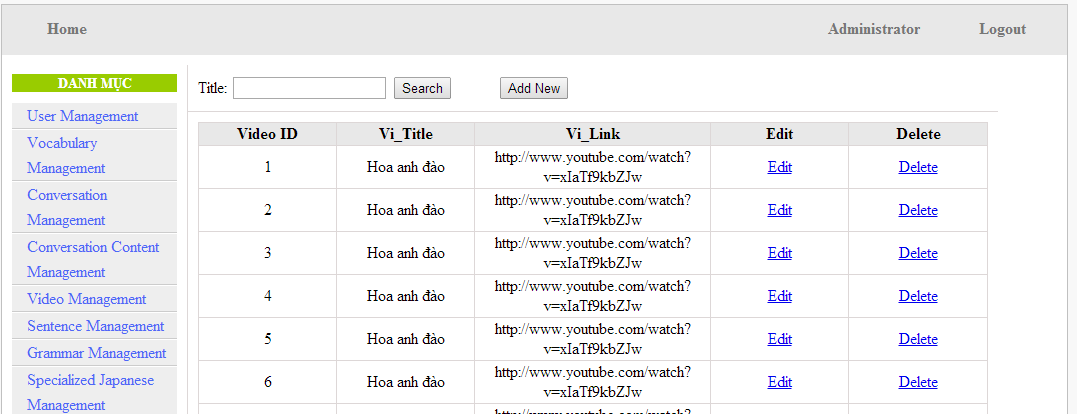 Home Administrator Logout
DANH MỤC
User Management
Vocabulary
Management
Conversation
Management
Conversation Content
Management
Video Management
Sentence Management
Grammar Management
Specialized Japanese
Management
Title: Search Add New
Video ID Vi_Title Vi_Link Edit Delete
1 Hoa anh đào http://www.youtube.com/watch? Edit Delete
v=xIaTf9kbZJw
2 Hoa anh đào http://www.youtube.com/watch? Edit Delete
v=xIaTf9kbZJw
3 Hoa anh đào http://www.youtube.com/watch? Edit Delete
v=xIaTf9kbZJw
4 Hoa anh đào http://www.youtube.com/watch? Edit Delete
v=xIaTf9kbZJw
5 Hoa anh đào http://www.youtube.com/watch? Edit Delete
v=xIaTf9kbZJw
6 Hoa anh đào http://www.youtube.com/watch? Edit Delete
v=xIaTf9kbZJw